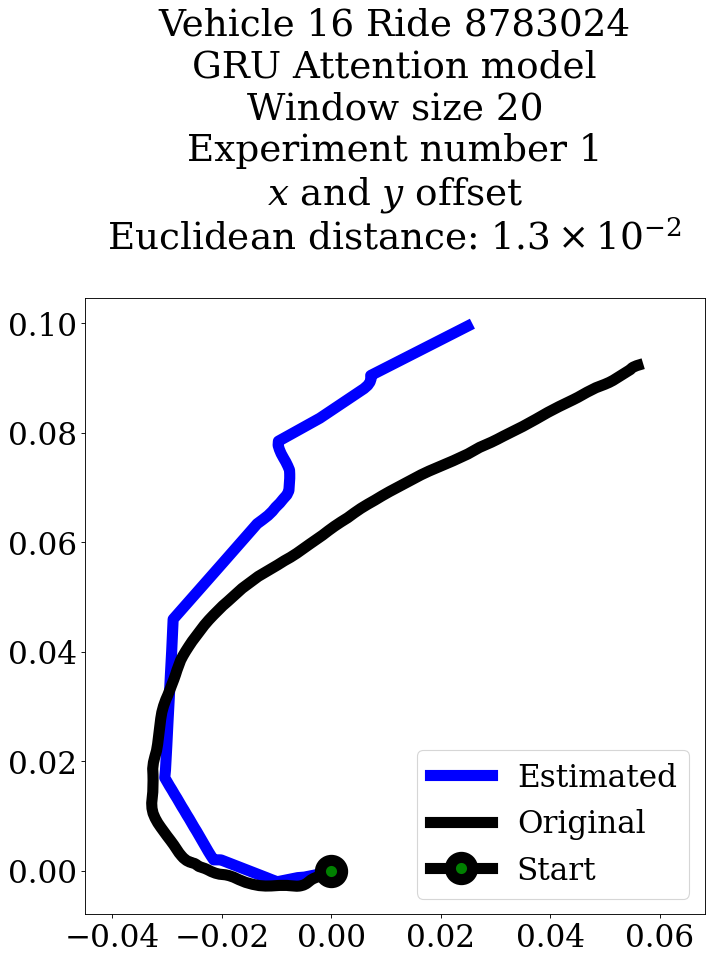 Vehicle 16 Ride 8783024
GRU Attention model
Window size 20
Experiment number 1
x and y offset
Euclidean distance: 1.3 × 10⁻²
0.10
0.08
0.06
0.04
0.02
0.00
Estimated
Original
Start
−0.04 −0.02 0.00 0.02 0.04 0.06